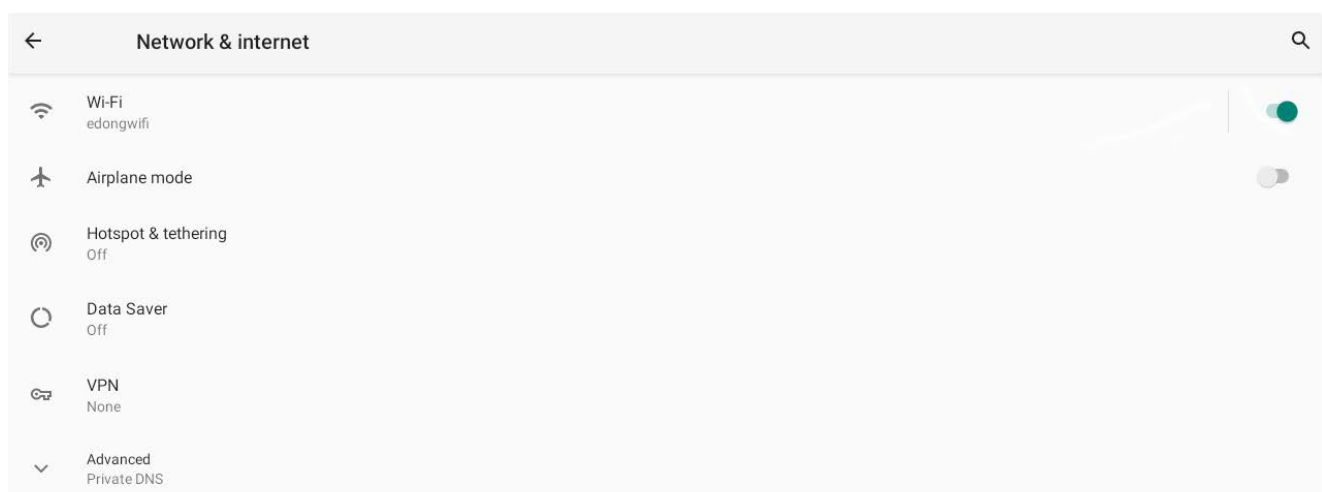 Network & internet
Wi-Fi
edongwifi
Airplane mode
Hotspot & tethering
Off
Data Saver
Off
VPN
None
Advanced
Private DNS